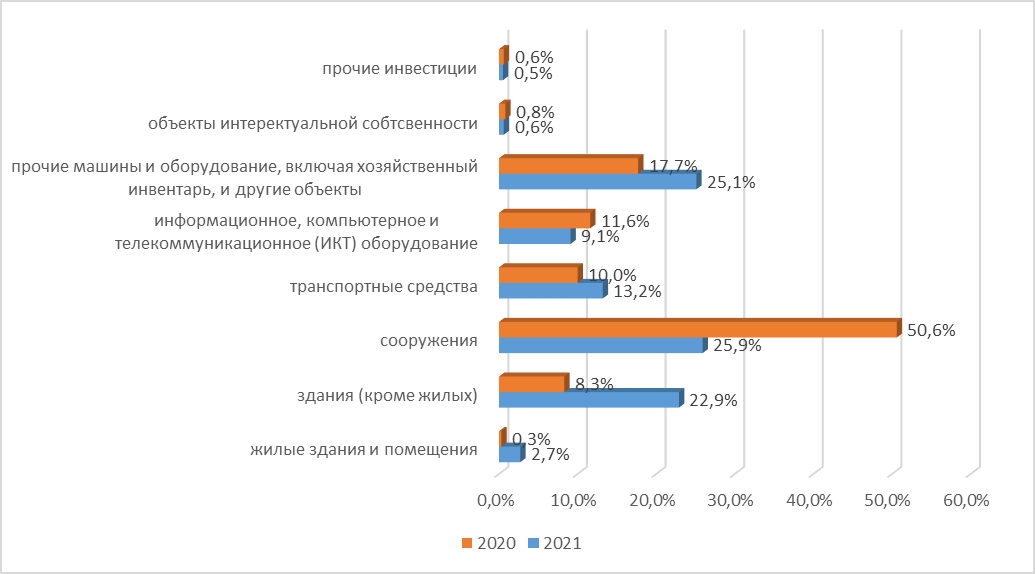 прочие инвестиции
0,6%
0,5%
объекты интеректуальной собтсвенности
0,8%
0,6%
прочие машины и оборудование, включая хозяйственный
инвентарь, и другие объекты
17,7%
25,1%
информационное, компьютерное и
телекоммуникационное (ИКТ) оборудование
11,6%
9,1%
транспортные средства
10,0%
13,2%
сооружения
50,6%
25,9%
здания (кроме жилых)
8,3%
22,9%
жилые здания и помещения
0,3%
2,7%
0,0% 10,0% 20,0% 30,0% 40,0% 50,0% 60,0%
2020 2021